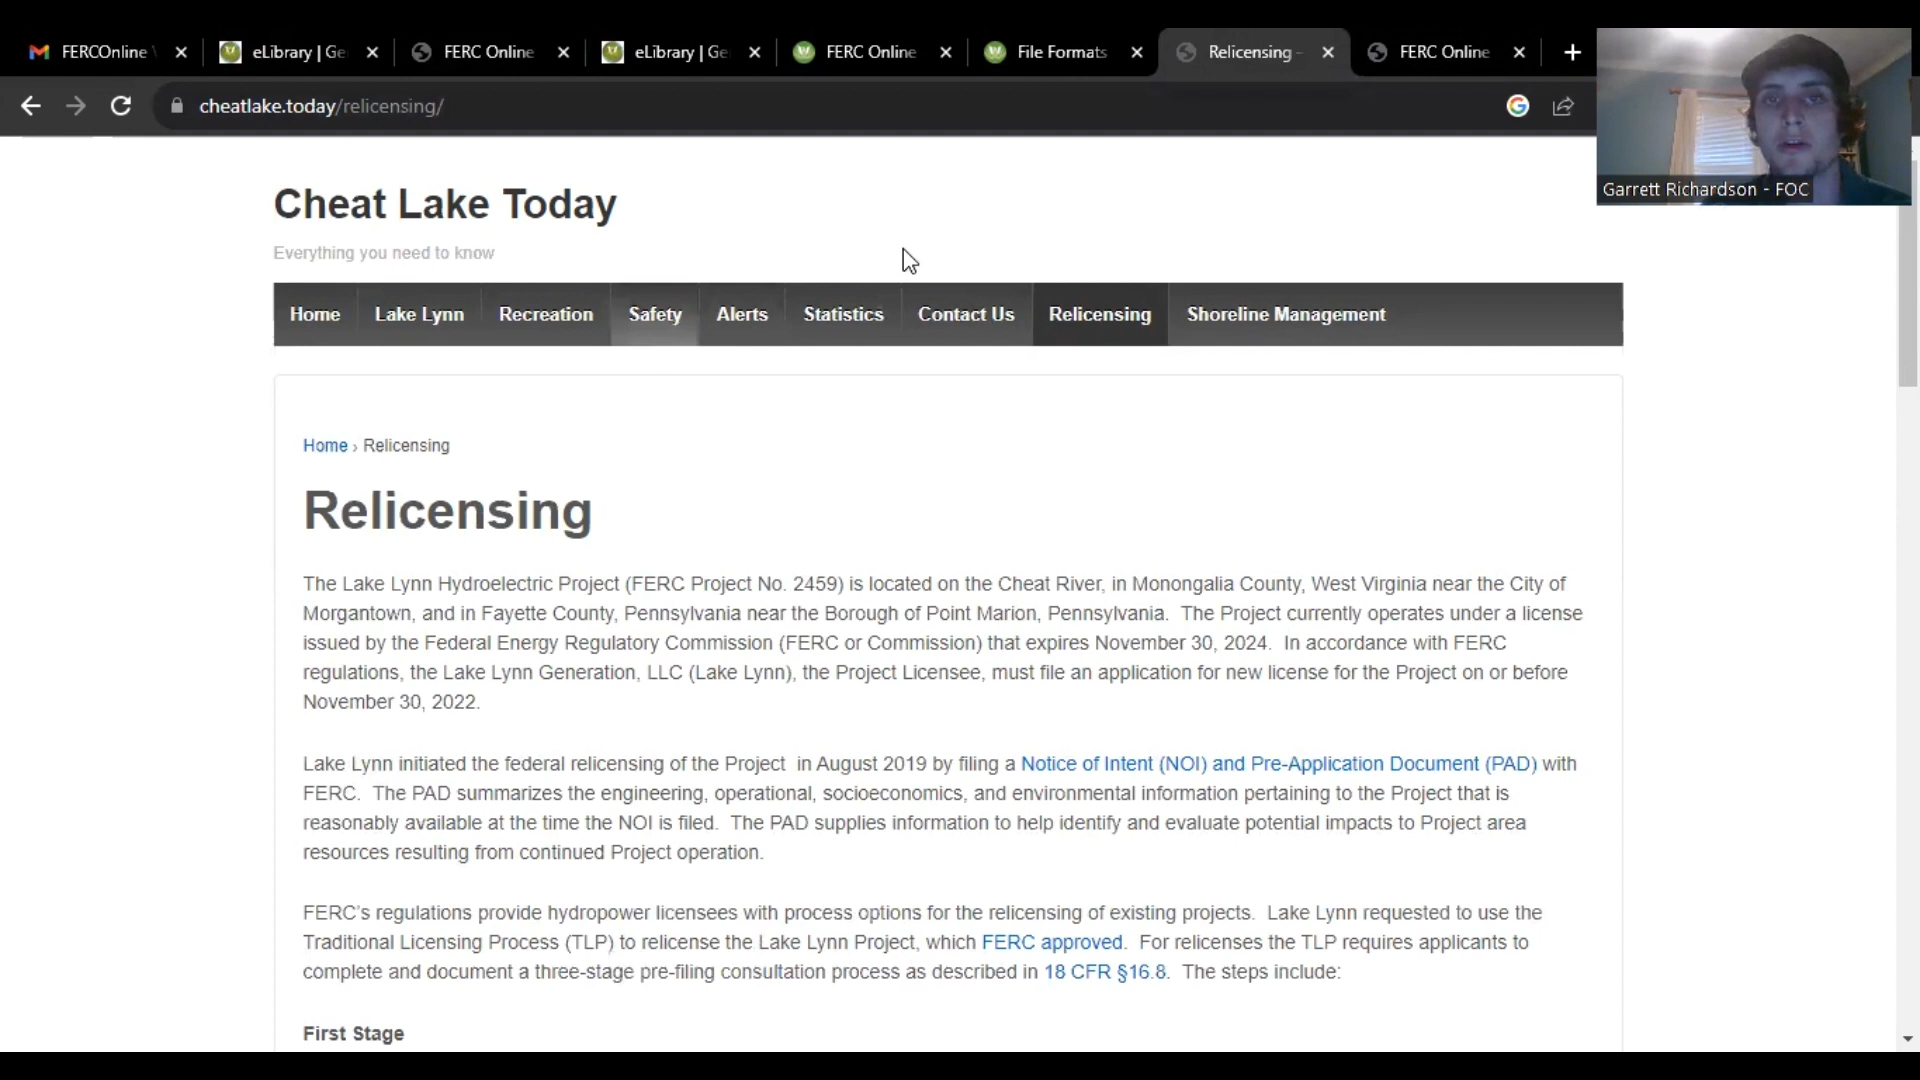 FERCOnline
eLibrary | Ge
FERC Online
eLibrary | Ge
FERC Online
File Formats
Relicensing -
FERC Online
cheatlake.today/relicensing/
Garrett Richardson - FOC
Cheat Lake Today
Everything you need to know
Home
Lake Lynn
Recreation
Safety
Alerts
Statistics
Contact Us
Relicensing
Shoreline Management
Home › Relicensing
Relicensing
The Lake Lynn Hydroelectric Project (FERC Project No. 2459) is located on the Cheat River, in Monongalia County, West Virginia near the City of
Morgantown, and in Fayette County, Pennsylvania near the Borough of Point Marion, Pennsylvania.  The Project currently operates under a license
issued by the Federal Energy Regulatory Commission (FERC or Commission) that expires November 30, 2024.  In accordance with FERC
regulations, the Lake Lynn Generation, LLC (Lake Lynn), the Project Licensee, must file an application for new license for the Project on or before
November 30, 2022.
Lake Lynn initiated the federal relicensing of the Project  in August 2019 by filing a Notice of Intent (NOI) and Pre-Application Document (PAD) with
FERC.  The PAD summarizes the engineering, operational, socioeconomics, and environmental information pertaining to the Project that is
reasonably available at the time the NOI is filed.  The PAD supplies information to help identify and evaluate potential impacts to Project area
resources resulting from continued Project operation.
FERC's regulations provide hydropower licensees with process options for the relicensing of existing projects.  Lake Lynn requested to use the
Traditional Licensing Process (TLP) to relicense the Lake Lynn Project, which FERC approved.  For relicenses the TLP requires applicants to
complete and document a three-stage pre-filing consultation process as described in 18 CFR §16.8.  The steps include:
First Stage